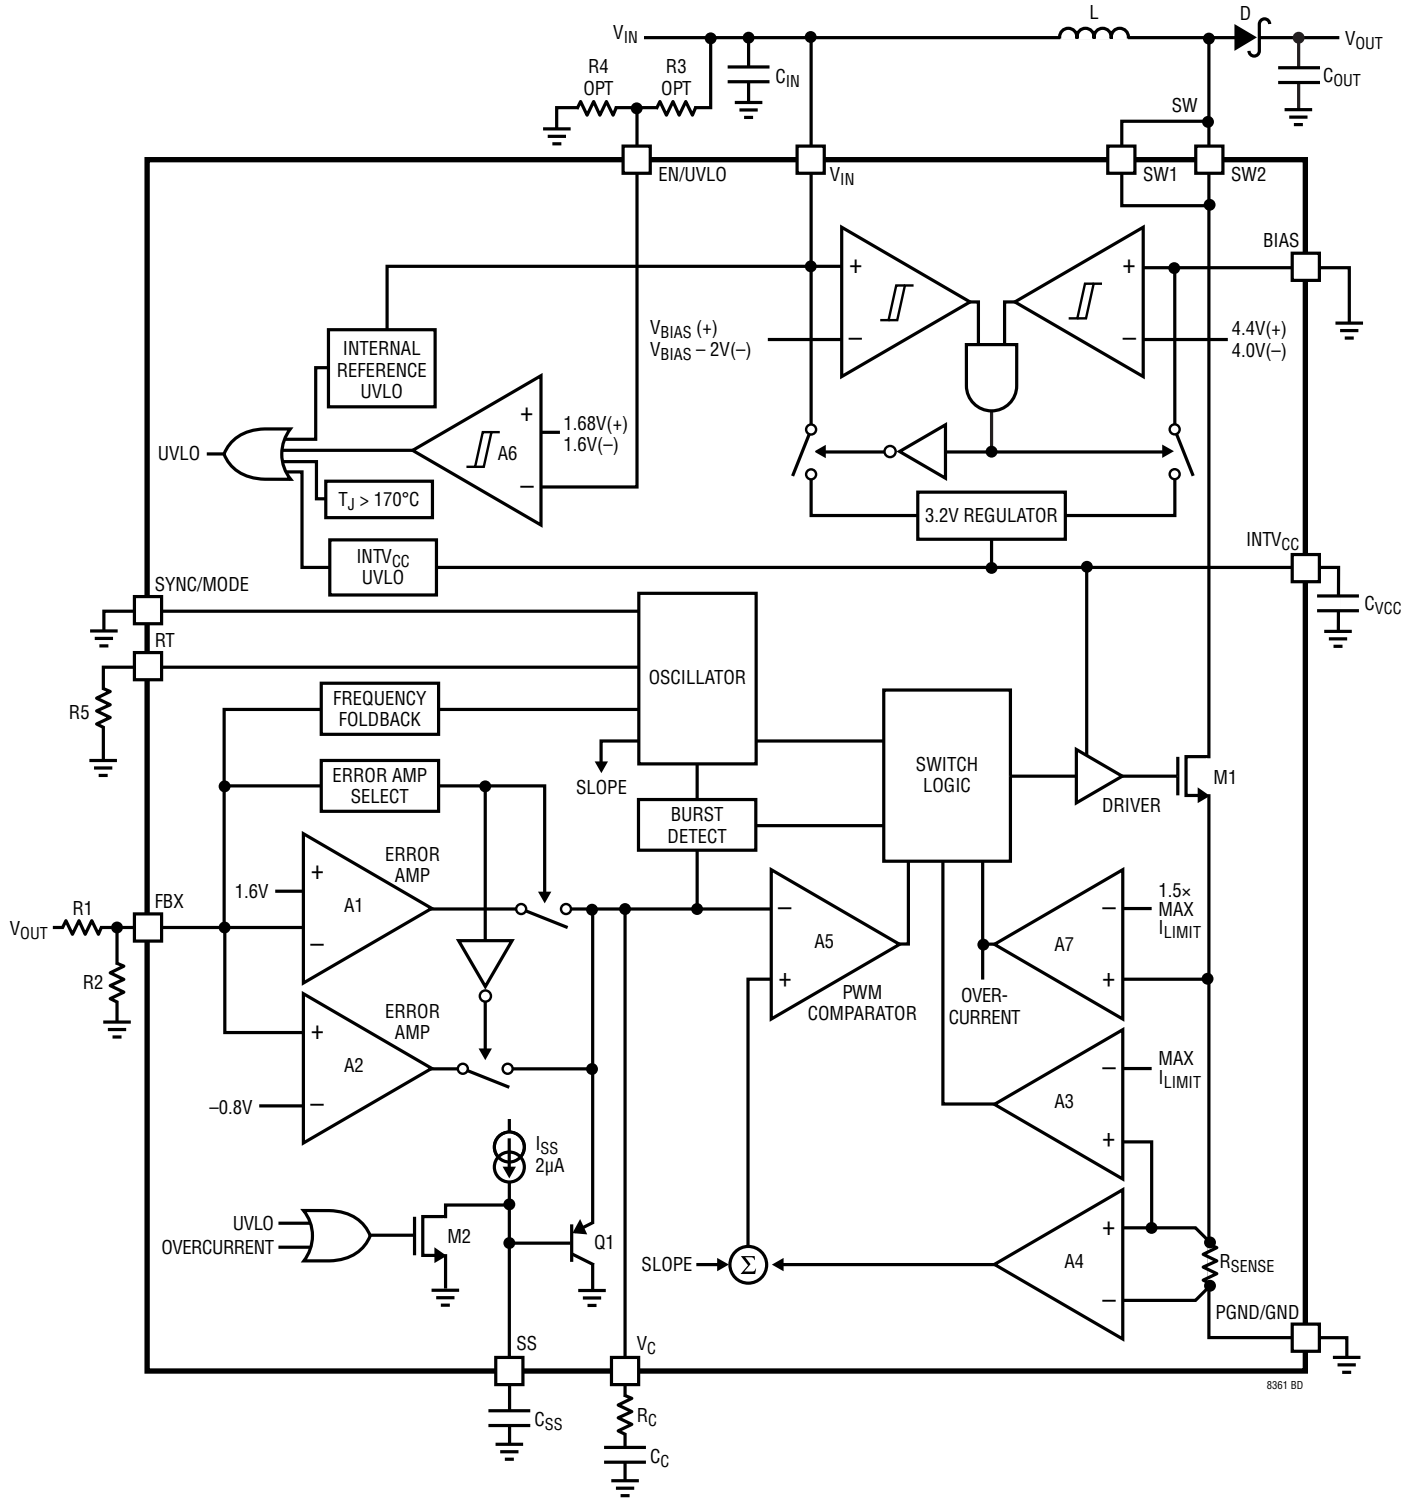 L
D
VIN
VOUT
R4
OPT
R3
OPT
CIN
COUT
SW
EN/UVLO
VIN
SW1
SW2
BIAS
+
+
VBIAS (+)
VBIAS – 2V(–)
–
–
4.4V(+)
4.0V(–)
INTERNAL
REFERENCE
UVLO
+
1.68V(+)
1.6V(–)
A6
–
UVLO
TJ > 170°C
3.2V REGULATOR
INTVCC
UVLO
INTVCC
CVCC
SYNC/MODE
RT
R5
OSCILLATOR
FREQUENCY
FOLDBACK
SLOPE
ERROR AMP
SELECT
BURST
DETECT
SWITCH
LOGIC
DRIVER
M1
ERROR
AMP
+
1.6V
A1
–
FBX
R1
VOUT
R2
–
A5
+
PWM
COMPARATOR
1.5×
MAX
ILIMIT
–
A7
+
OVER-
CURRENT
ERROR
AMP
+
A2
–0.8V
–
MAX
ILIMIT
–
A3
+
ISS
2µA
UVLO
OVERCURRENT
M2
Q1
SLOPE
Σ
+
A4
–
RSENSE
PGND/GND
SS
VC
8361 BD
CSS
RC
CC